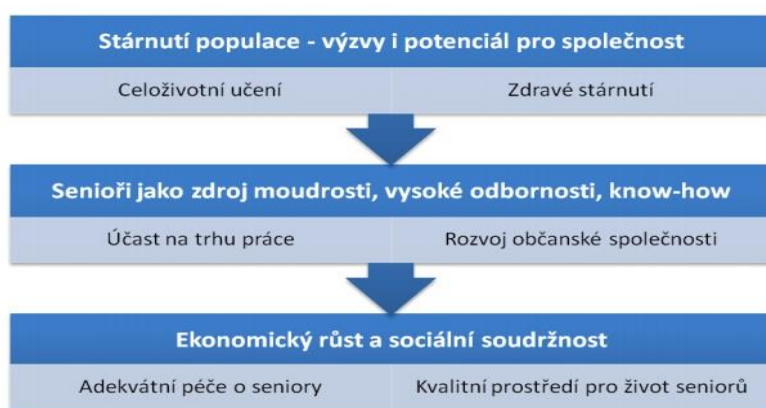 Stárnutí populace - výzvy i potenciál pro společnost
Celoživotní učení
Zdravé stárnutí
Senioři jako zdroj moudrosti, vysoké odbornosti, know-how
Účast na trhu práce
Rozvoj občanské společnosti
Ekonomický růst a sociální soudržnost
Adekvátní péče o seniory
Kvalitní prostředí pro život seniorů